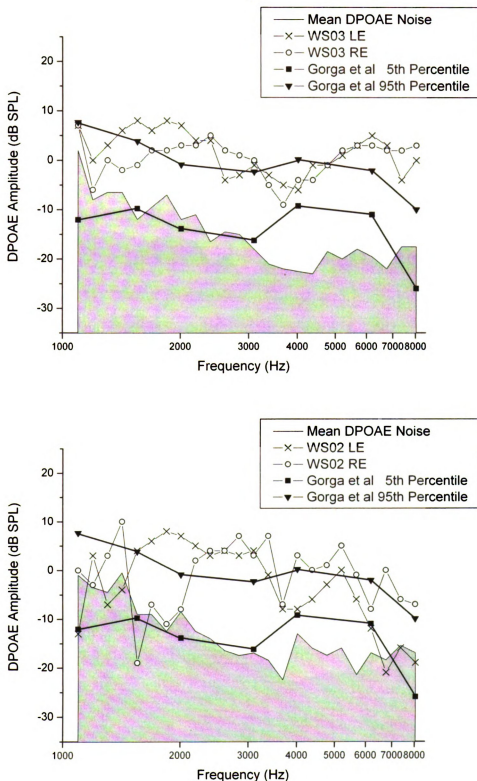 Mean DPOAE Noise
WS03 LE
WS03 RE
Gorga et al 5th Percentile
Gorga et al 95th Percentile
DPOAE Amplitude (dB SPL)
20
10
0
-10
-20
-30
1000 2000 3000 4000 5000 6000 7000 8000
Frequency (Hz)
Mean DPOAE Noise
WS02 LE
WS02 RE
Gorga et al 5th Percentile
Gorga et al 95th Percentile
DPOAE Amplitude (dB SPL)
20
10
0
-10
-20
-30
1000 2000 3000 4000 5000 6000 7000 8000
Frequency (Hz)